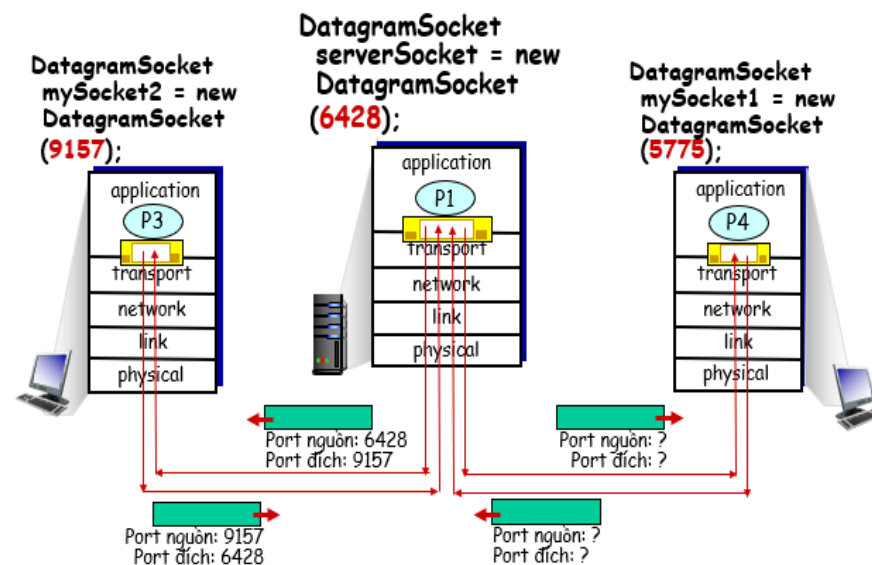 DatagramSocket
mySocket2 = new
DatagramSocket
(9157);
DatagramSocket
serverSocket = new
DatagramSocket
(6428);
DatagramSocket
mySocket1 = new
DatagramSocket
(5775);
application
P3
transport
network
link
physical
application
P1
transport
network
link
physical
application
P4
transport
network
link
physical
Port nguồn: 6428
Port đích: 9157
Port nguồn: ?
Port đích: ?
Port nguồn: 9157
Port đích: 6428
Port nguồn: ?
Port đích: ?